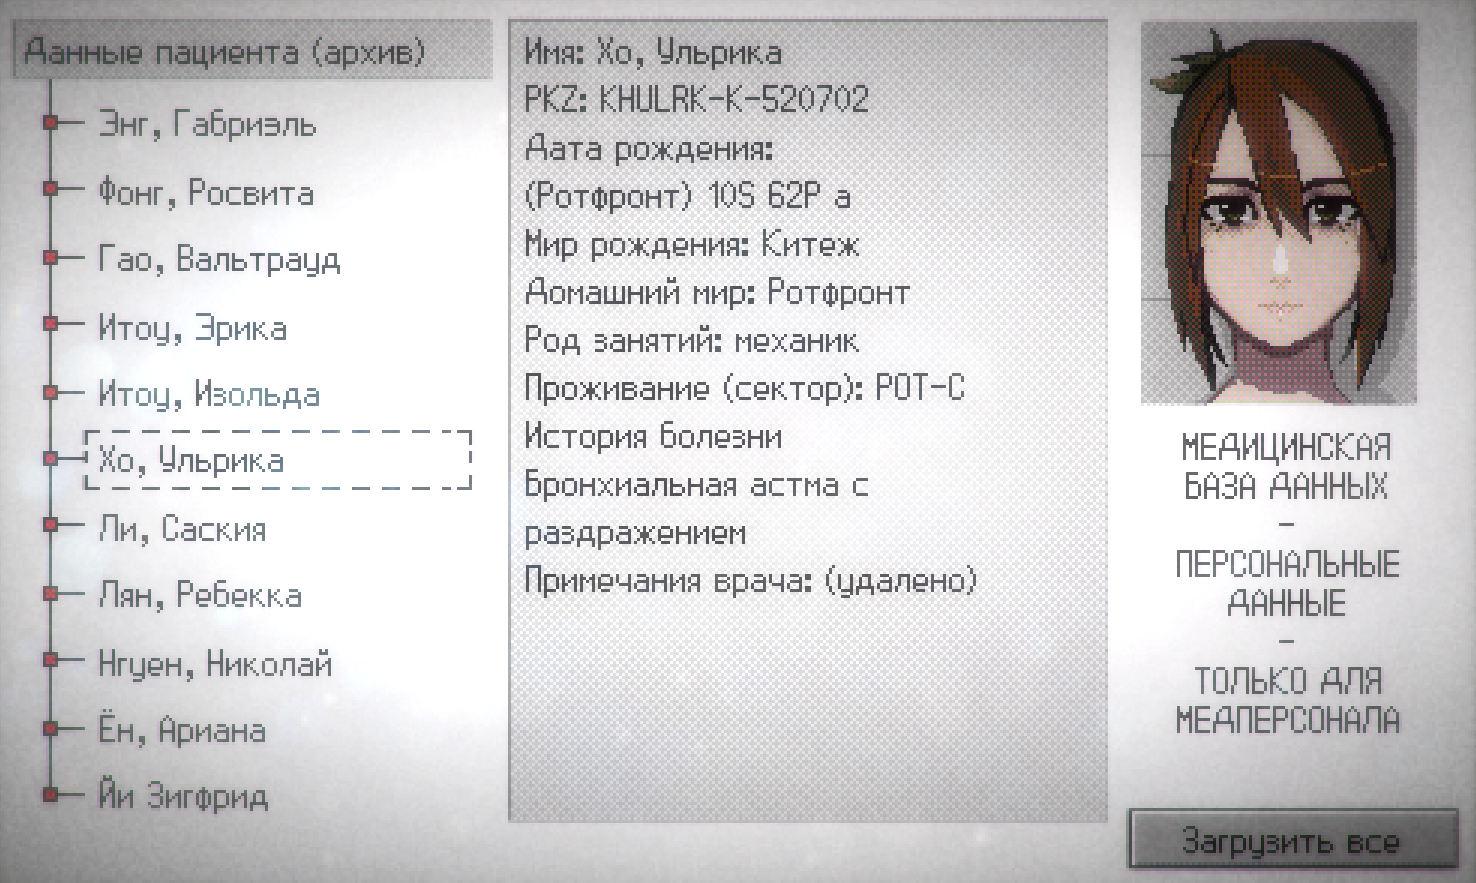 Данные пациента (архив)
Энг, Габриэль
Фонг, Росвита
Гао, Вальтрауд
Итоу, Эрика
Итоу, Изольда
Хо, Ульрика
Ли, Саския
Лян, Ребекка
Нгуен, Николай
Ён, Ариана
Йи Зигфрид
Имя: Хо, Ульрика
PKZ: KHULRK-K-520702
Дата рождения:
(Ротфронт) 10S 62P а
Мир рождения: Китеж
Домашний мир: Ротфронт
Род занятий: механик
Проживание (сектор): РОТ-С
История болезни
Бронхиальная астма с
раздражением
Примечания врача: (удалено)
МЕДИЦИНСКАЯ
БАЗА ДАННЫХ
–
ПЕРСОНАЛЬНЫЕ
ДАННЫЕ
–
ТОЛЬКО ДЛЯ
МЕДПЕРСОНАЛА
Загрузить все